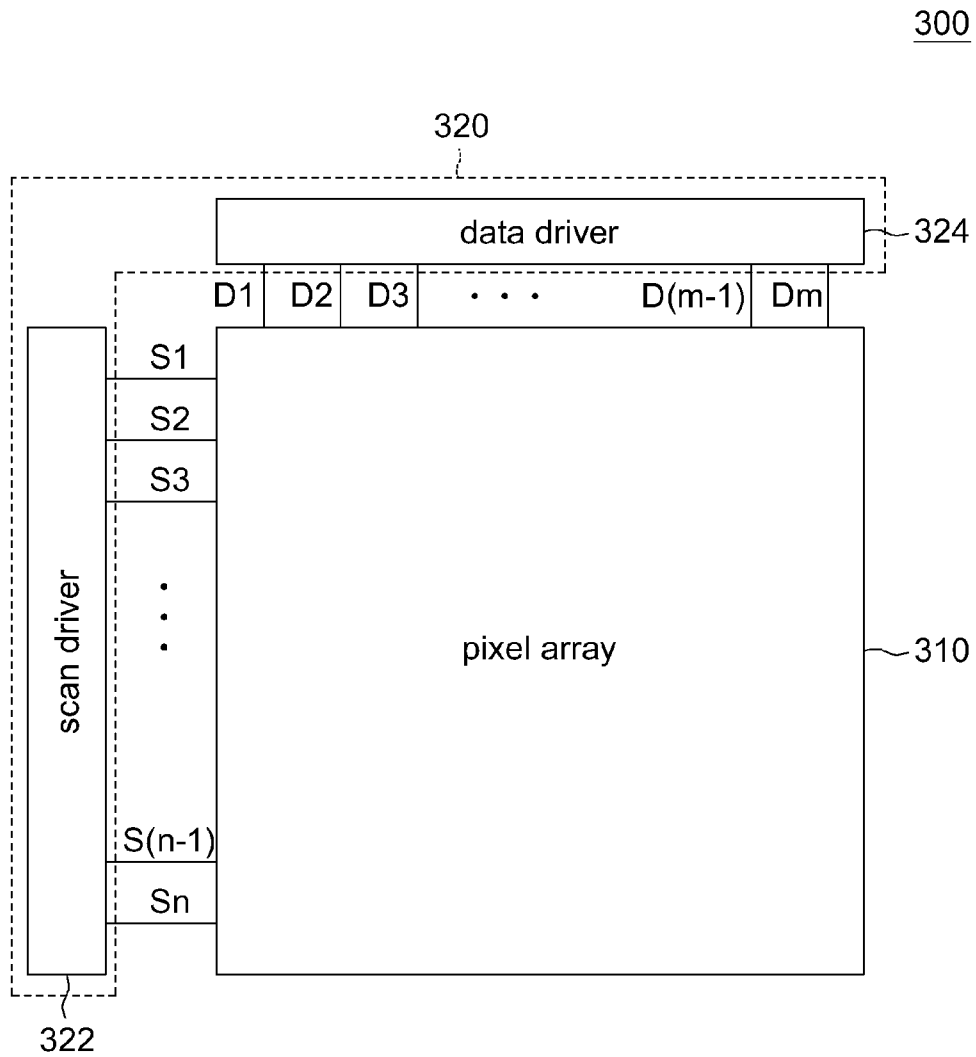 300
320
data driver
324
D1 D2 D3 · · · D(m-1) Dm
S1
S2
S3
scan driver
pixel array
310
S(n-1)
Sn
322